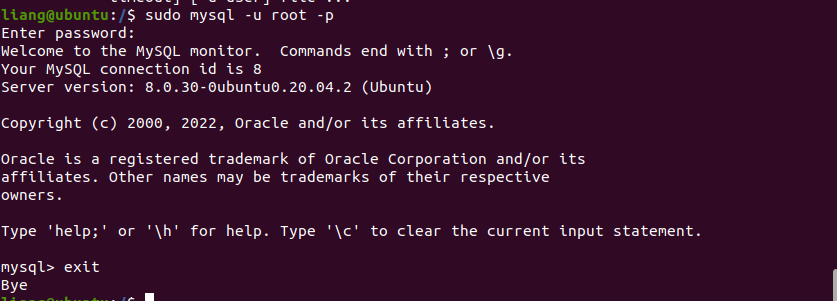 liang@ubuntu:/$ sudo mysql -u root -p
Enter password:
Welcome to the MySQL monitor.  Commands end with ; or \g.
Your MySQL connection id is 8
Server version: 8.0.30-0ubuntu0.20.04.2 (Ubuntu)
Copyright (c) 2000, 2022, Oracle and/or its affiliates.
Oracle is a registered trademark of Oracle Corporation and/or its
affiliates. Other names may be trademarks of their respective
owners.
Type 'help;' or '\h' for help. Type '\c' to clear the current input statement.
mysql> exit
Bye
liang@ubuntu:/$